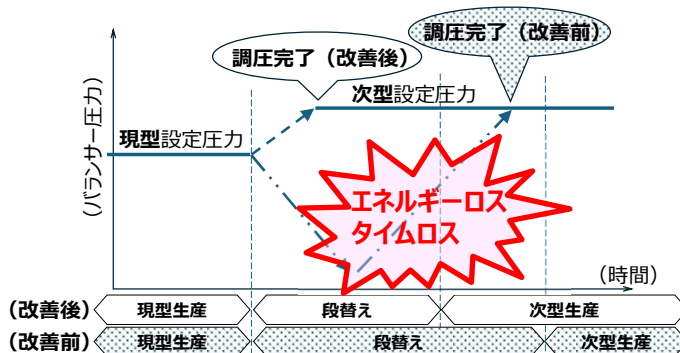 調圧完了（改善前）
調圧完了（改善後）
次型設定圧力
現型設定圧力
（バランサー圧力）
エネルギーロス
タイムロス
（時間）
（改善後） 現型生産 段替え 次型生産
（改善前） 現型生産 段替え 次型生産